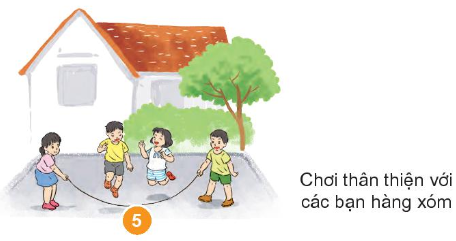 5
Chơi thân thiện với
các bạn hàng xóm